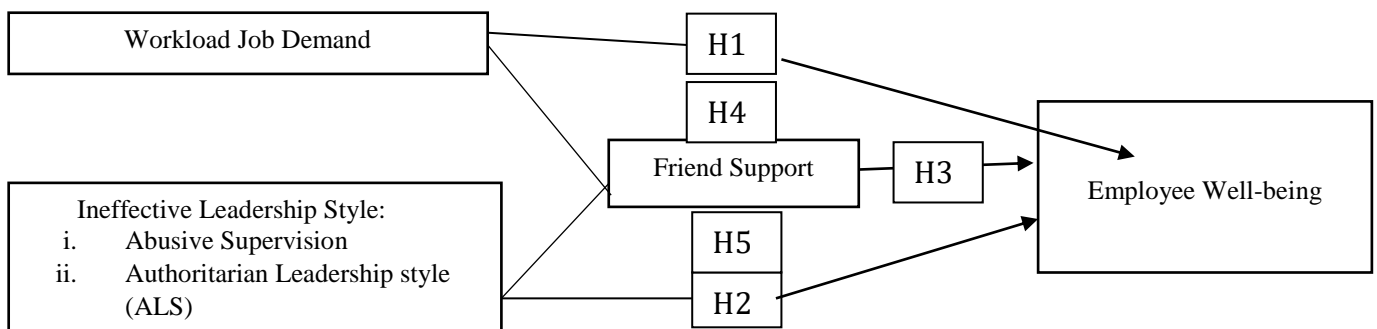 Workload Job Demand
H1
H4
Friend Support
H3
Employee Well-being
Ineffective Leadership Style:
i. Abusive Supervision
ii. Authoritarian Leadership style
(ALS)
H5
H2